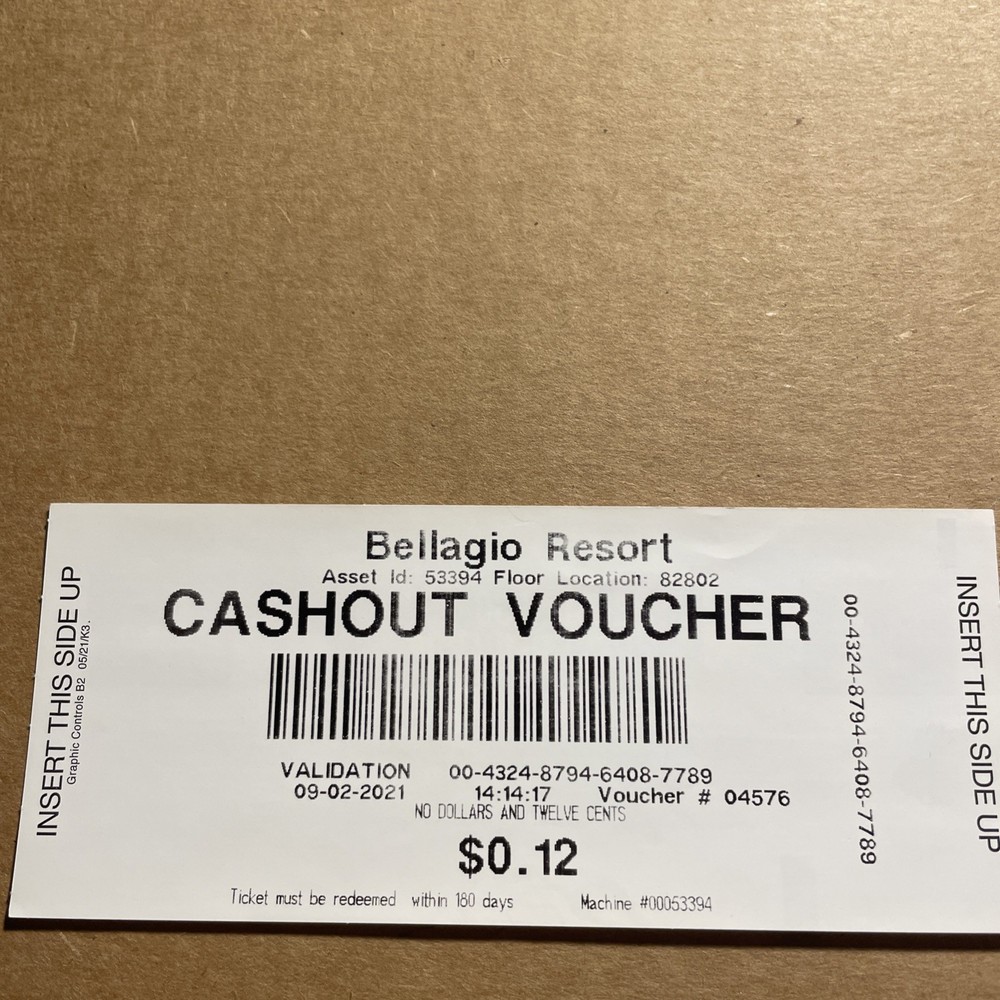 Bellagio Resort
Asset Id: 53394 Floor Location: 82802
CASHOUT VOUCHER
VALIDATION 00-4324-8794-6408-7789
09-02-2021 14:14:17 Voucher # 04576
NO DOLLARS AND TWELVE CENTS
$0.12
Ticket must be redeemed within 180 days Machine #00053394
INSERT THIS SIDE UP
Graphic Controls B2 05/21/K3.
00-4324-8794-6408-7789
INSERT THIS SIDE UP